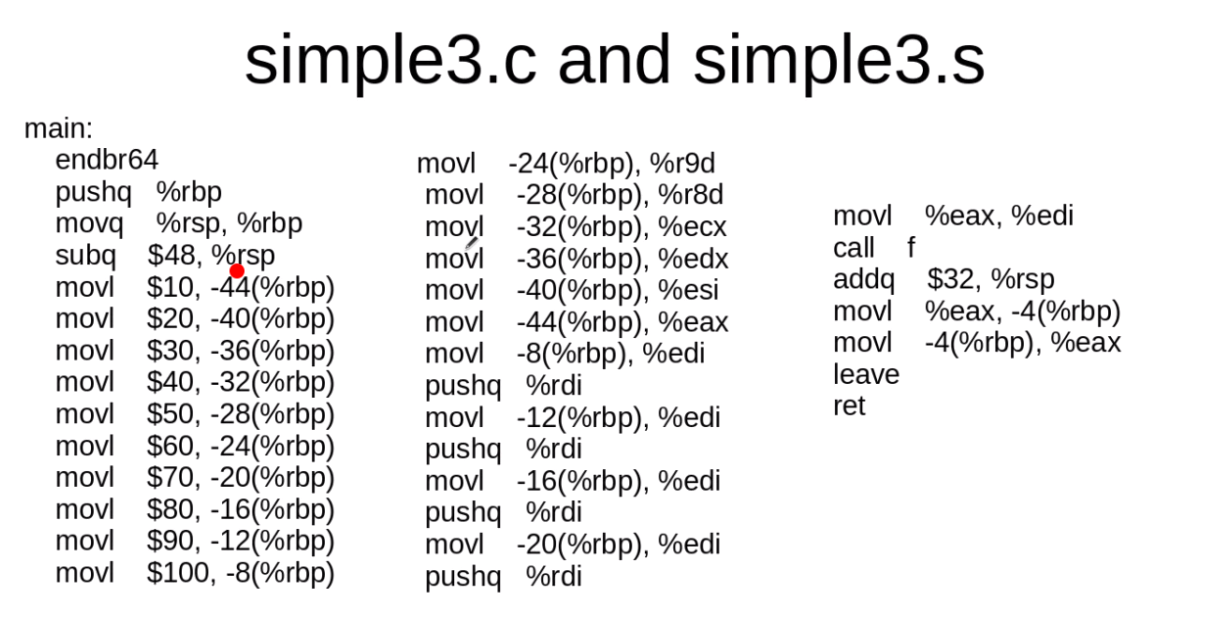 simple3.c and simple3.s
main:
endbr64
pushq %rbp
movq %rsp, %rbp
subq $48, %rsp
movl $10, -44(%rbp)
movl $20, -40(%rbp)
movl $30, -36(%rbp)
movl $40, -32(%rbp)
movl $50, -28(%rbp)
movl $60, -24(%rbp)
movl $70, -20(%rbp)
movl $80, -16(%rbp)
movl $90, -12(%rbp)
movl $100, -8(%rbp)
movl -24(%rbp), %r9d
movl -28(%rbp), %r8d
movl -32(%rbp), %ecx
movl -36(%rbp), %edx
movl -40(%rbp), %esi
movl -44(%rbp), %eax
movl -8(%rbp), %edi
pushq %rdi
movl -12(%rbp), %edi
pushq %rdi
movl -16(%rbp), %edi
pushq %rdi
movl -20(%rbp), %edi
pushq %rdi
movl %eax, %edi
call f
addq $32, %rsp
movl %eax, -4(%rbp)
movl -4(%rbp), %eax
leave
ret